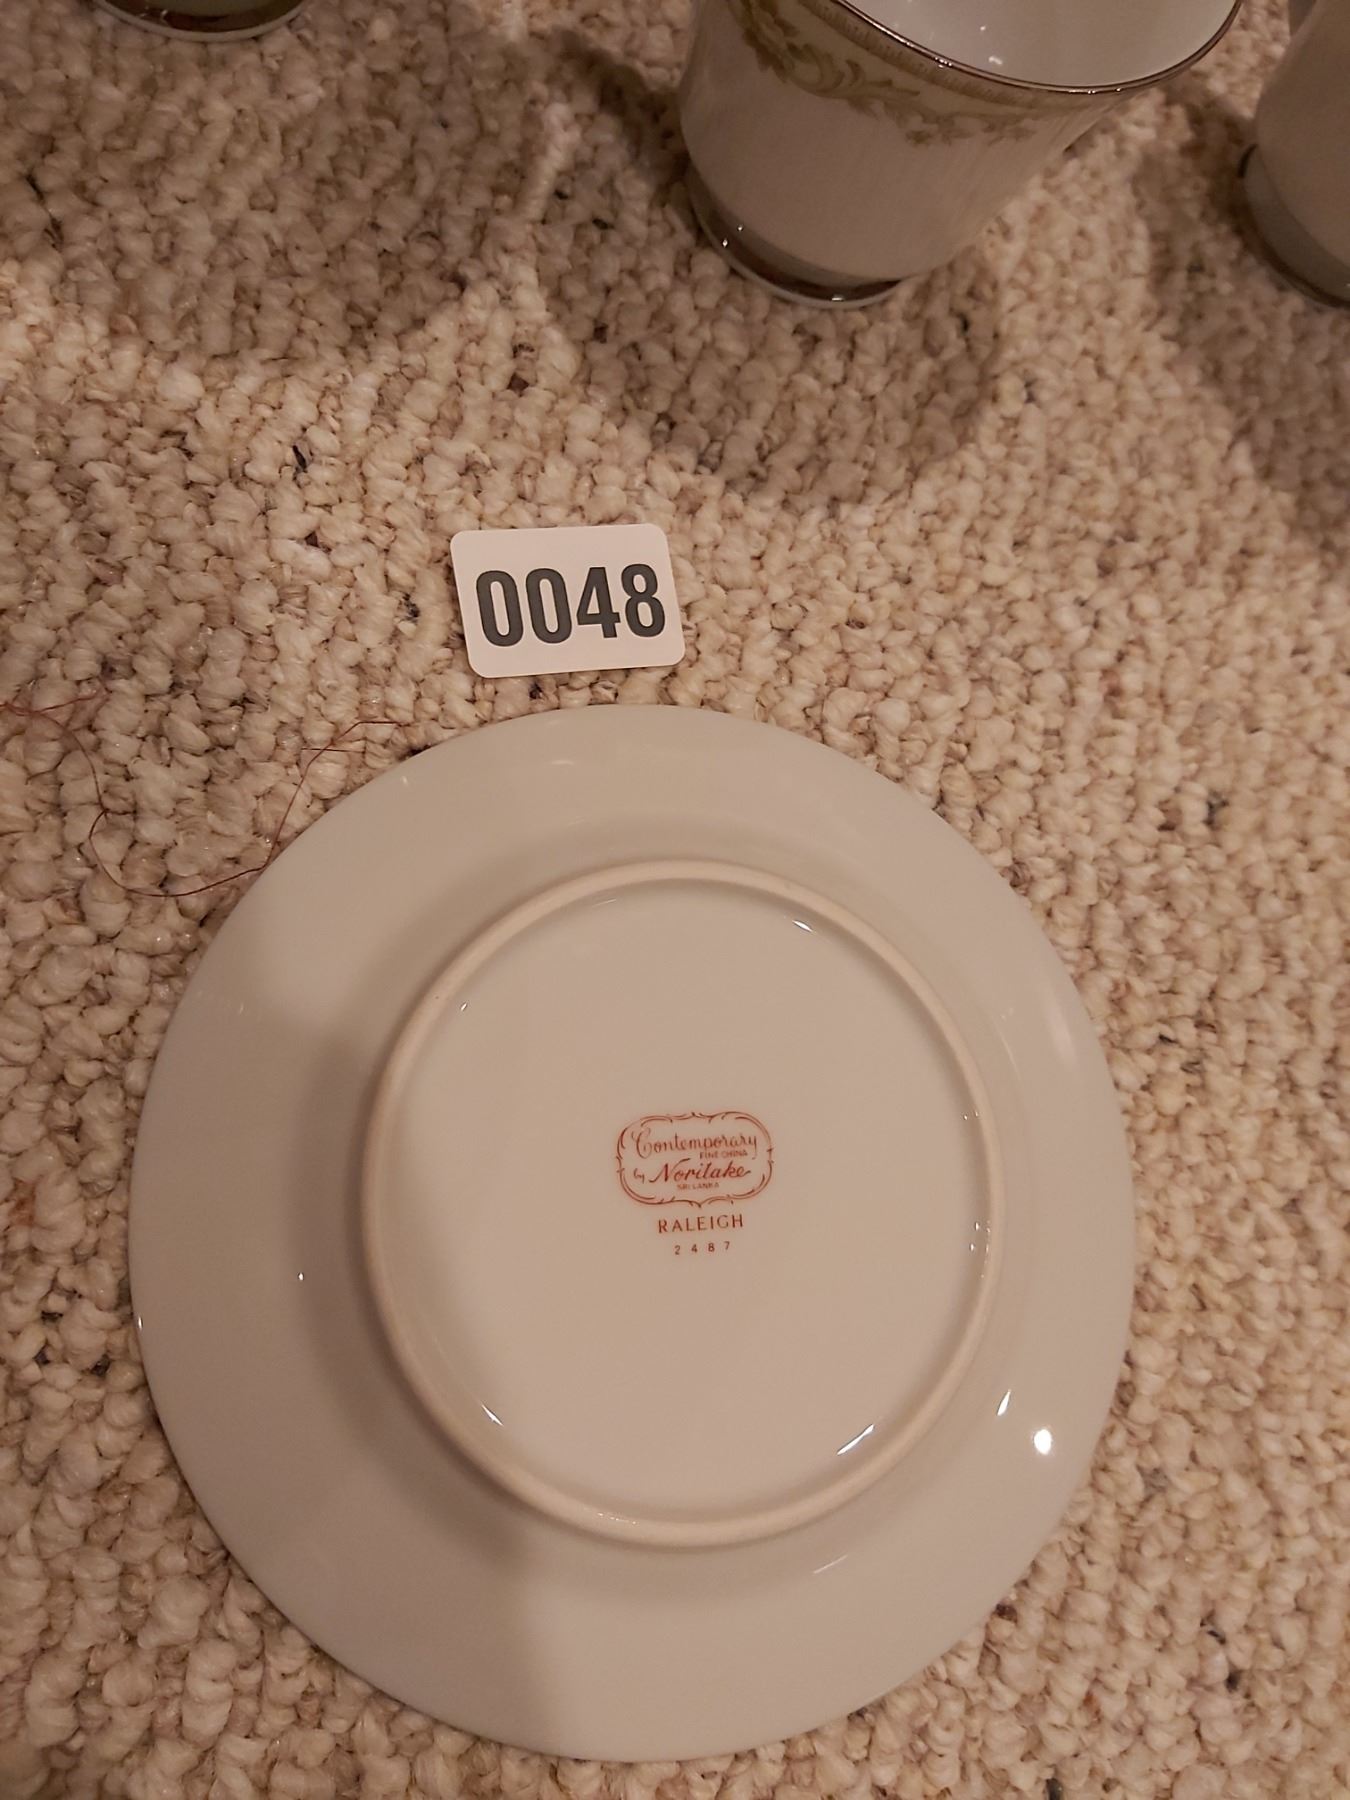 0048
Contemporary
FINE CHINA
by Noritake
SRI LANKA
RALEIGH
2487